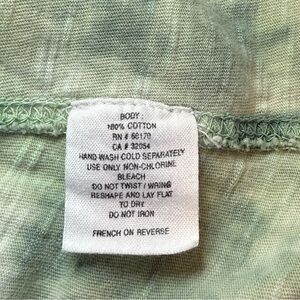 BODY:
100% COTTON
RN # 66170
CA # 32054
HAND WASH COLD SEPARATELY
USE ONLY NON-CHLORINE
BLEACH
DO NOT TWIST / WRING
RESHAPE AND LAY FLAT
TO DRY
DO NOT IRON
FRENCH ON REVERSE